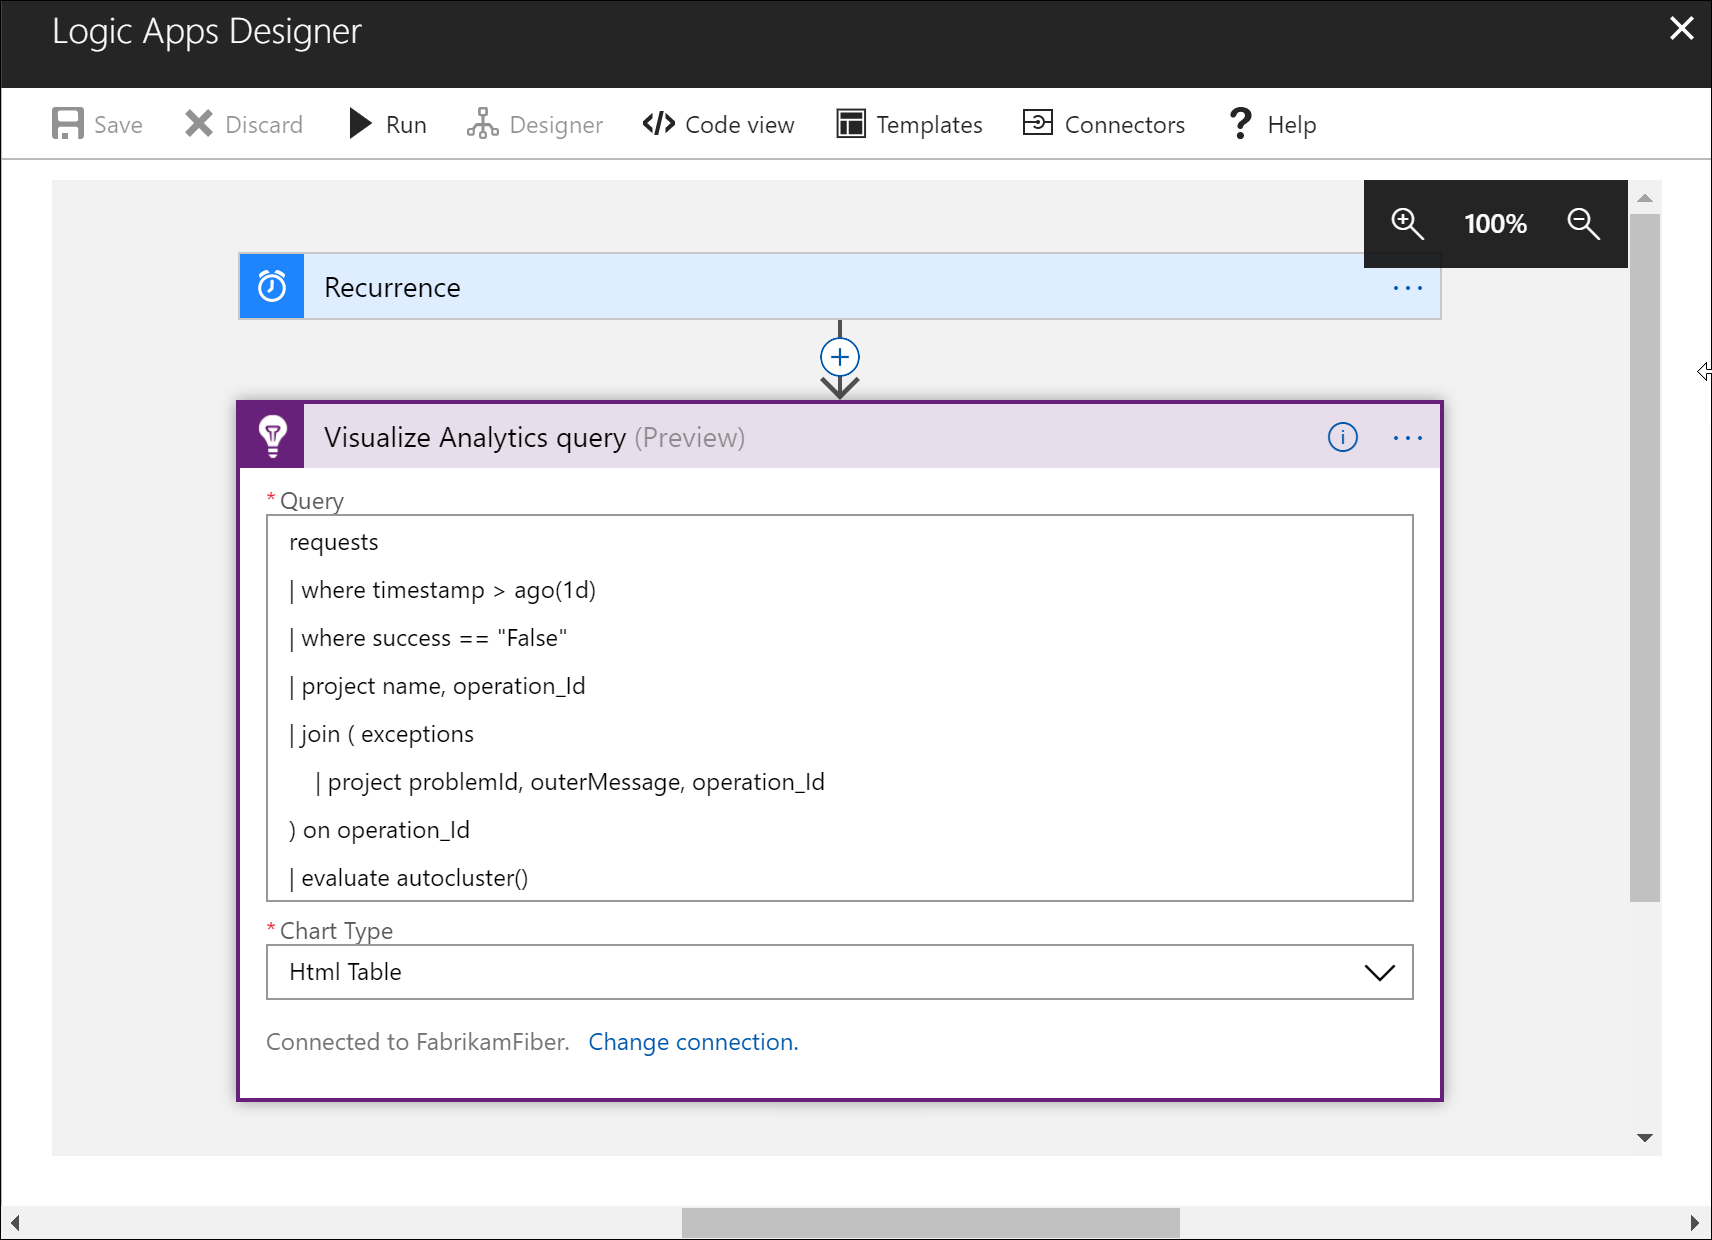 Logic Apps Designer
Save Discard Run Designer Code view Templates Connectors Help
100%
Recurrence
Visualize Analytics query (Preview)
* Query
requests
| where timestamp > ago(1d)
| where success == "False"
| project name, operation_Id
| join ( exceptions
| project problemId, outerMessage, operation_Id
) on operation_Id
| evaluate autocluster()
* Chart Type
Html Table
Connected to FabrikamFiber. Change connection.